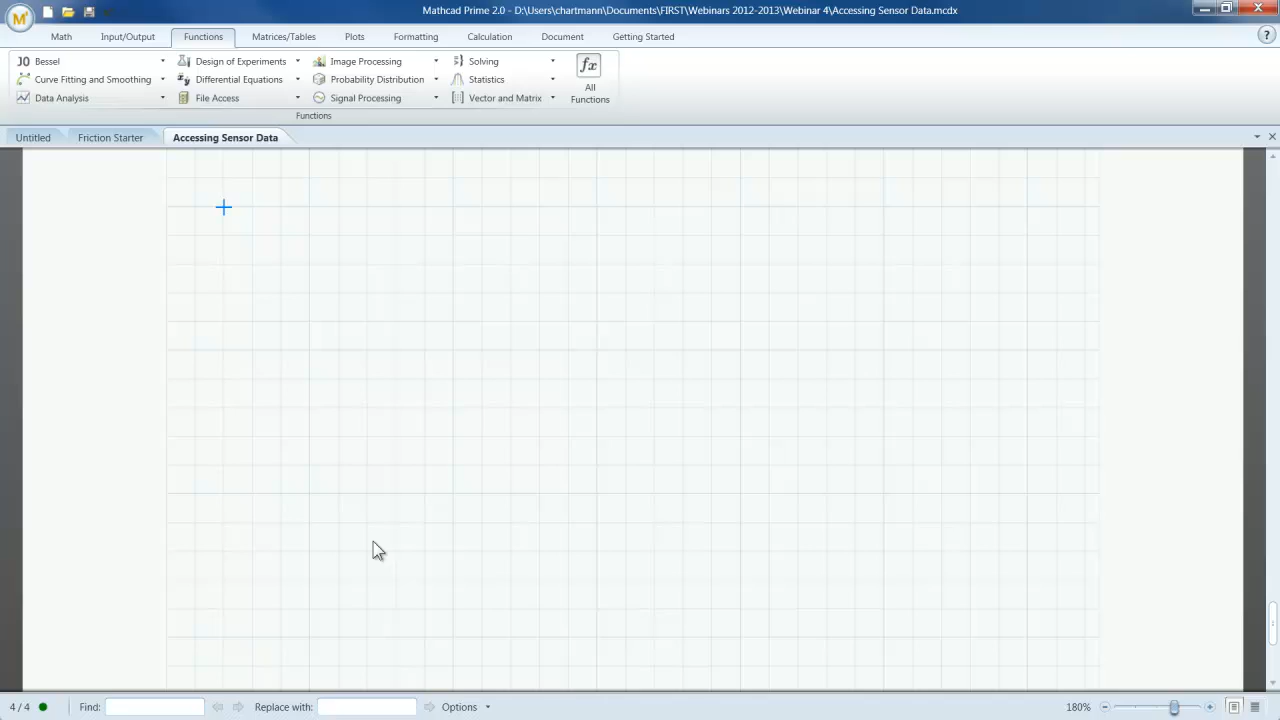 Mathcad Prime 2.0 - D:\Users\chartmann\Documents\FIRST\Webinars 2012-2013\Webinar 4\Accessing Sensor Data.mcdx
Math Input/Output Functions Matrices/Tables Plots Formatting Calculation Document Getting Started
Bessel Design of Experiments Image Processing Solving
Curve Fitting and Smoothing Differential Equations Probability Distribution Statistics
Data Analysis File Access Signal Processing Vector and Matrix
fx
All
Functions
Functions
Untitled Friction Starter Accessing Sensor Data
4 / 4 Find: Replace with: Options 180%